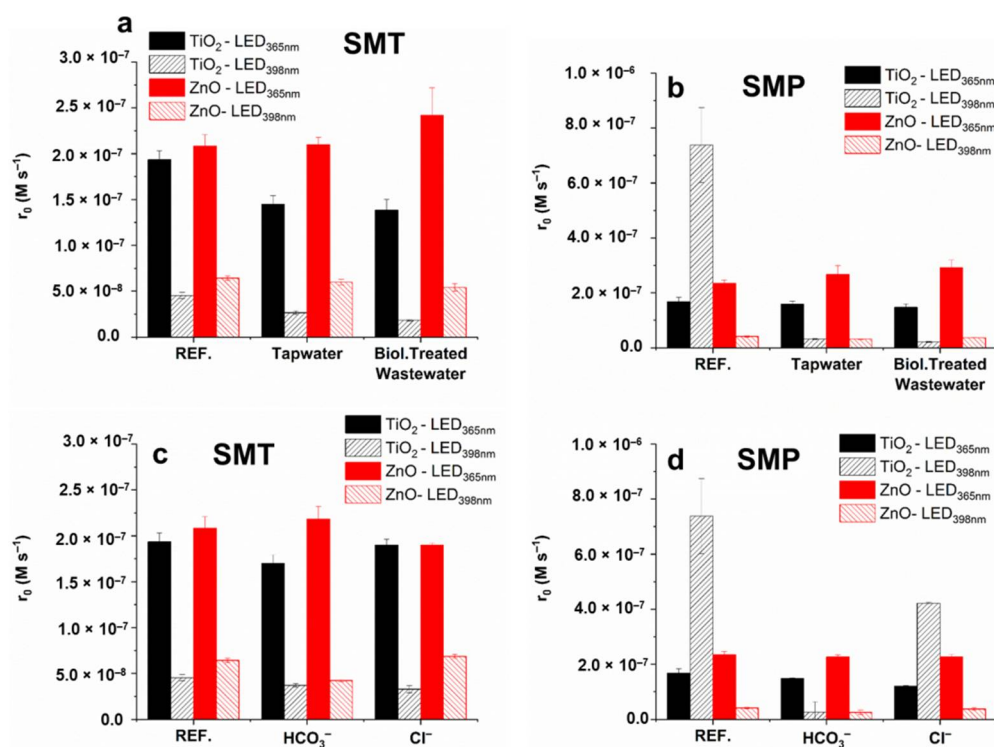 a
SMT
TiO₂ - LED₃₆₅ₙₘ
TiO₂ - LED₃₉₈ₙₘ
ZnO - LED₃₆₅ₙₘ
ZnO- LED₃₉₈ₙₘ
r₀ (M s⁻¹)
3.0 × 10⁻⁷
2.5 × 10⁻⁷
2.0 × 10⁻⁷
1.5 × 10⁻⁷
1.0 × 10⁻⁷
5.0 × 10⁻⁸
0.0
REF.
Tapwater
Biol.Treated
Wastewater
b
SMP
TiO₂ - LED₃₆₅ₙₘ
TiO₂ - LED₃₉₈ₙₘ
ZnO - LED₃₆₅ₙₘ
ZnO- LED₃₉₈ₙₘ
r₀ (M s⁻¹)
1.0 × 10⁻⁶
8.0 × 10⁻⁷
6.0 × 10⁻⁷
4.0 × 10⁻⁷
2.0 × 10⁻⁷
0.0
REF.
Tapwater
Biol.Treated
Wastewater
c
SMT
TiO₂ - LED₃₆₅ₙₘ
TiO₂ - LED₃₉₈ₙₘ
ZnO - LED₃₆₅ₙₘ
ZnO- LED₃₉₈ₙₘ
r₀ (M s⁻¹)
3.0 × 10⁻⁷
2.5 × 10⁻⁷
2.0 × 10⁻⁷
1.5 × 10⁻⁷
1.0 × 10⁻⁷
5.0 × 10⁻⁸
0.0
REF.
HCO₃⁻
Cl⁻
d
SMP
TiO₂ - LED₃₆₅ₙₘ
TiO₂ - LED₃₉₈ₙₘ
ZnO - LED₃₆₅ₙₘ
ZnO- LED₃₉₈ₙₘ
r₀ (M s⁻¹)
1.0 × 10⁻⁶
8.0 × 10⁻⁷
6.0 × 10⁻⁷
4.0 × 10⁻⁷
2.0 × 10⁻⁷
0.0
REF.
HCO₃⁻
Cl⁻